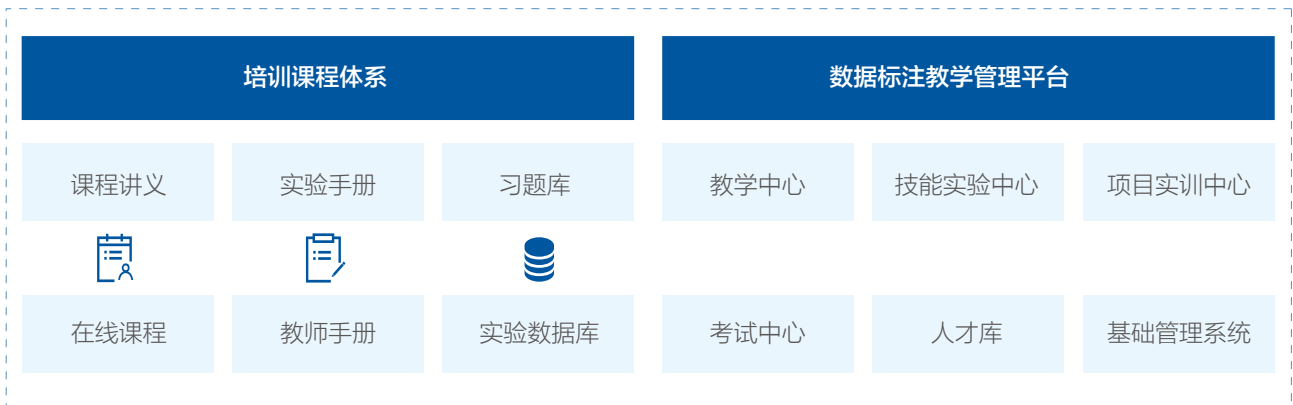 培训课程体系
数据标注教学管理平台
课程讲义
实验手册
习题库
教学中心
技能实验中心
项目实训中心
在线课程
教师手册
实验数据库
考试中心
人才库
基础管理系统